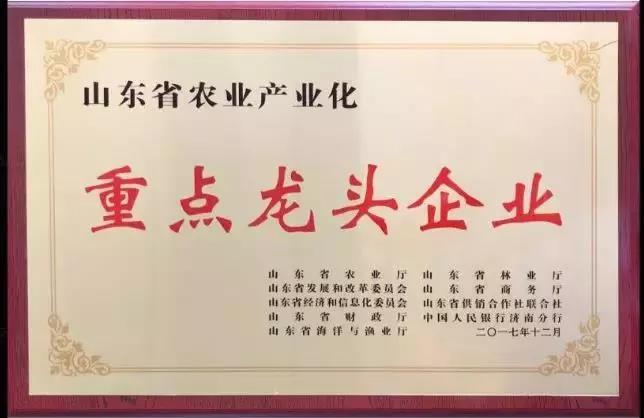 山东省农业产业化
重点龙头企业
山东省农业厅 山东省林业厅
山东省发展和改革委员会 山东省商务厅
山东省经济和信息化委员会 山东省供销合作社联合社
山东省财政厅 中国人民银行济南分行
山东省海洋与渔业厅 二〇一七年十二月